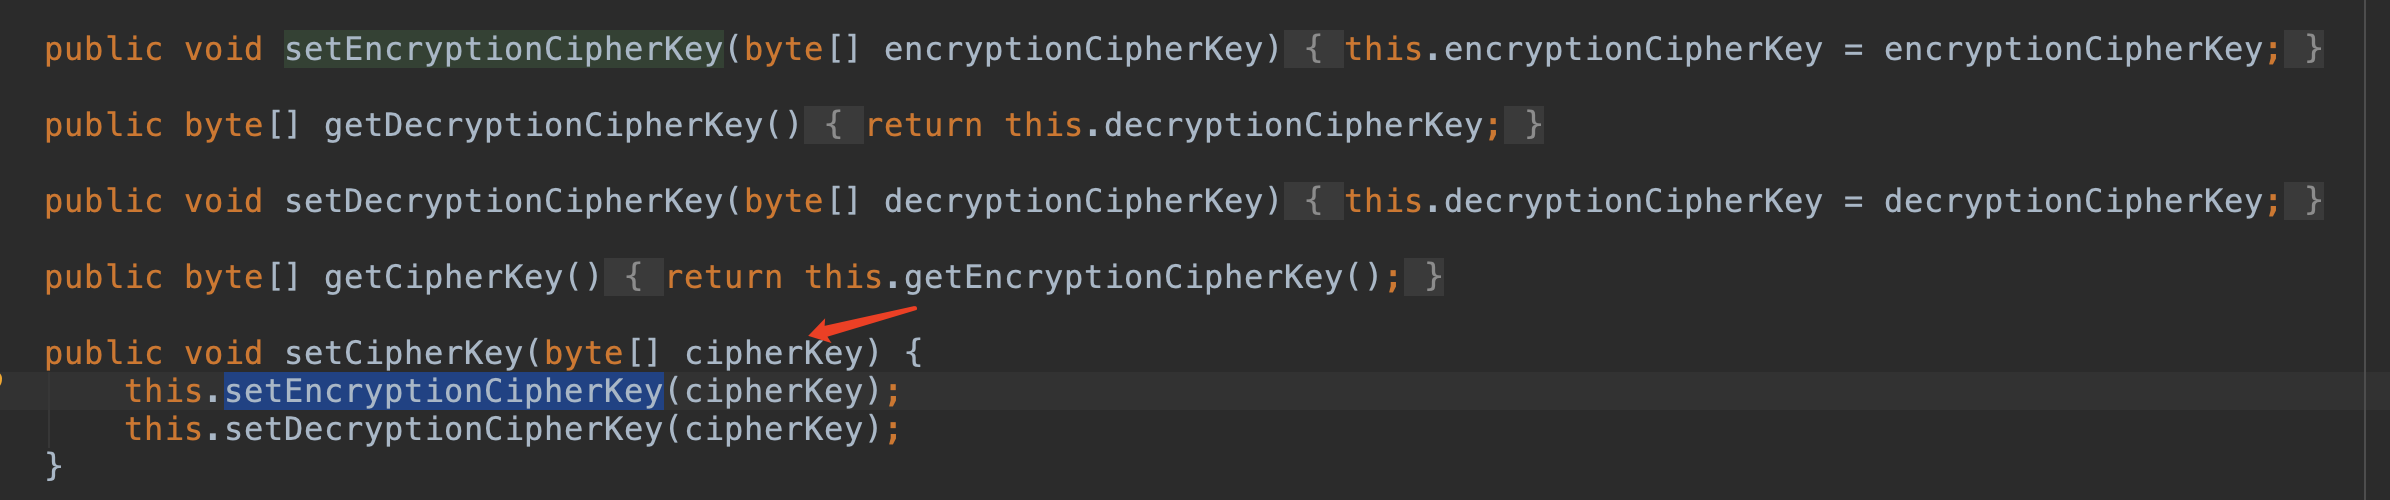 public void setEncryptionCipherKey(byte[] encryptionCipherKey) { this.encryptionCipherKey = encryptionCipherKey; }
public byte[] getDecryptionCipherKey() { return this.decryptionCipherKey; }
public void setDecryptionCipherKey(byte[] decryptionCipherKey) { this.decryptionCipherKey = decryptionCipherKey; }
public byte[] getCipherKey() { return this.getEncryptionCipherKey(); }
public void setCipherKey(byte[] cipherKey) {
    this.setEncryptionCipherKey(cipherKey);
    this.setDecryptionCipherKey(cipherKey);
}